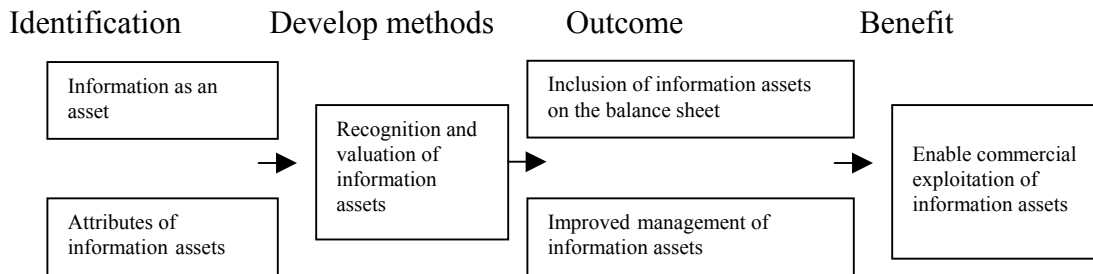 Identification
Develop methods
Outcome
Benefit
Information as an
asset
Attributes of
information assets
Recognition and
valuation of
information
assets
Inclusion of information assets
on the balance sheet
Improved management of
information assets
Enable commercial
exploitation of
information assets